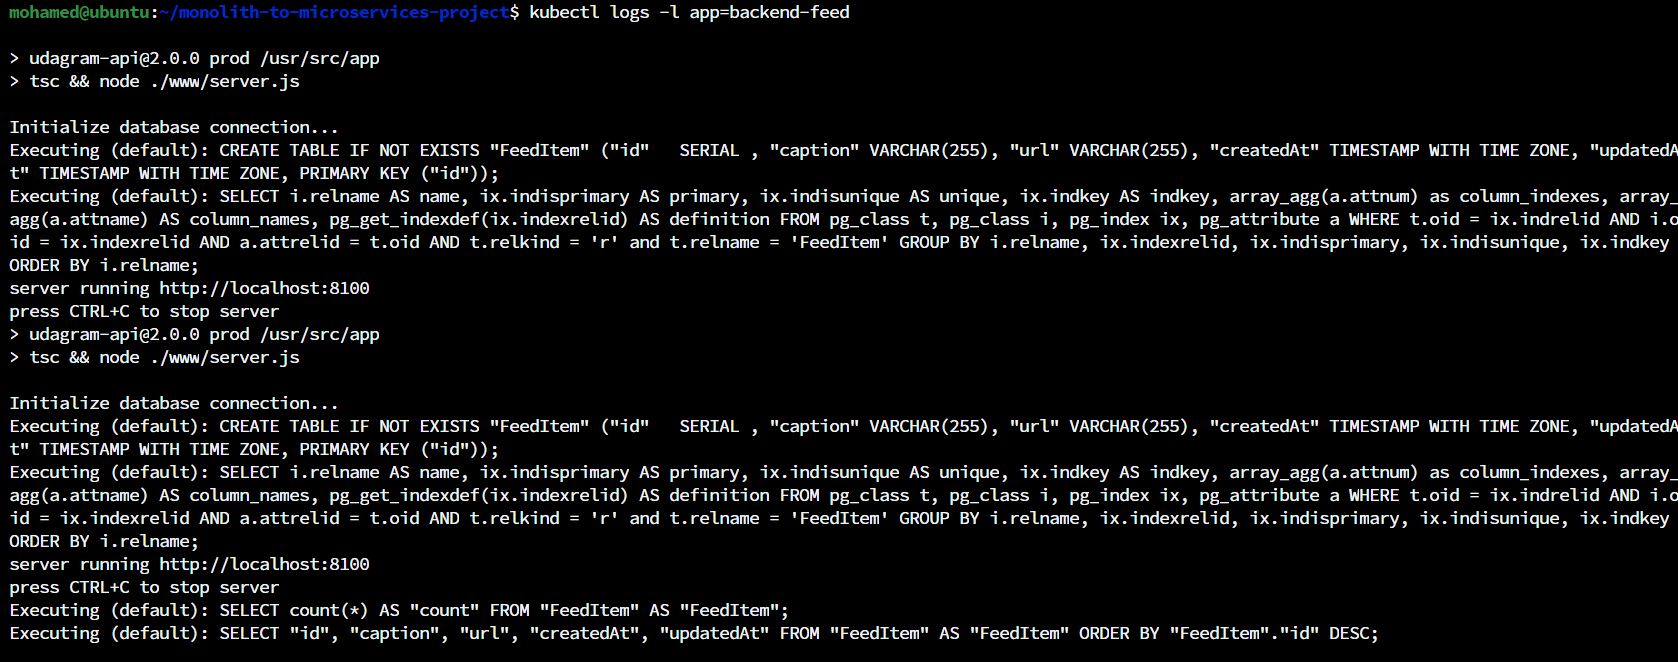 mohamed@ubuntu:~/monolith-to-microservices-project$ kubectl logs -l app=backend-feed

> udagram-api@2.0.0 prod /usr/src/app
> tsc && node ./www/server.js

Initialize database connection...
Executing (default): CREATE TABLE IF NOT EXISTS "FeedItem" ("id"   SERIAL , "caption" VARCHAR(255), "url" VARCHAR(255), "createdAt" TIMESTAMP WITH TIME ZONE, "updatedA
t" TIMESTAMP WITH TIME ZONE, PRIMARY KEY ("id"));
Executing (default): SELECT i.relname AS name, ix.indisprimary AS primary, ix.indisunique AS unique, ix.indkey AS indkey, array_agg(a.attnum) as column_indexes, array_
agg(a.attname) AS column_names, pg_get_indexdef(ix.indexrelid) AS definition FROM pg_class t, pg_class i, pg_index ix, pg_attribute a WHERE t.oid = ix.indrelid AND i.o
id = ix.indexrelid AND a.attrelid = t.oid AND t.relkind = 'r' and t.relname = 'FeedItem' GROUP BY i.relname, ix.indexrelid, ix.indisprimary, ix.indisunique, ix.indkey
ORDER BY i.relname;
server running http://localhost:8100
press CTRL+C to stop server
> udagram-api@2.0.0 prod /usr/src/app
> tsc && node ./www/server.js

Initialize database connection...
Executing (default): CREATE TABLE IF NOT EXISTS "FeedItem" ("id"   SERIAL , "caption" VARCHAR(255), "url" VARCHAR(255), "createdAt" TIMESTAMP WITH TIME ZONE, "updatedA
t" TIMESTAMP WITH TIME ZONE, PRIMARY KEY ("id"));
Executing (default): SELECT i.relname AS name, ix.indisprimary AS primary, ix.indisunique AS unique, ix.indkey AS indkey, array_agg(a.attnum) as column_indexes, array_
agg(a.attname) AS column_names, pg_get_indexdef(ix.indexrelid) AS definition FROM pg_class t, pg_class i, pg_index ix, pg_attribute a WHERE t.oid = ix.indrelid AND i.o
id = ix.indexrelid AND a.attrelid = t.oid AND t.relkind = 'r' and t.relname = 'FeedItem' GROUP BY i.relname, ix.indexrelid, ix.indisprimary, ix.indisunique, ix.indkey
ORDER BY i.relname;
server running http://localhost:8100
press CTRL+C to stop server
Executing (default): SELECT count(*) AS "count" FROM "FeedItem" AS "FeedItem";
Executing (default): SELECT "id", "caption", "url", "createdAt", "updatedAt" FROM "FeedItem" AS "FeedItem" ORDER BY "FeedItem"."id" DESC;